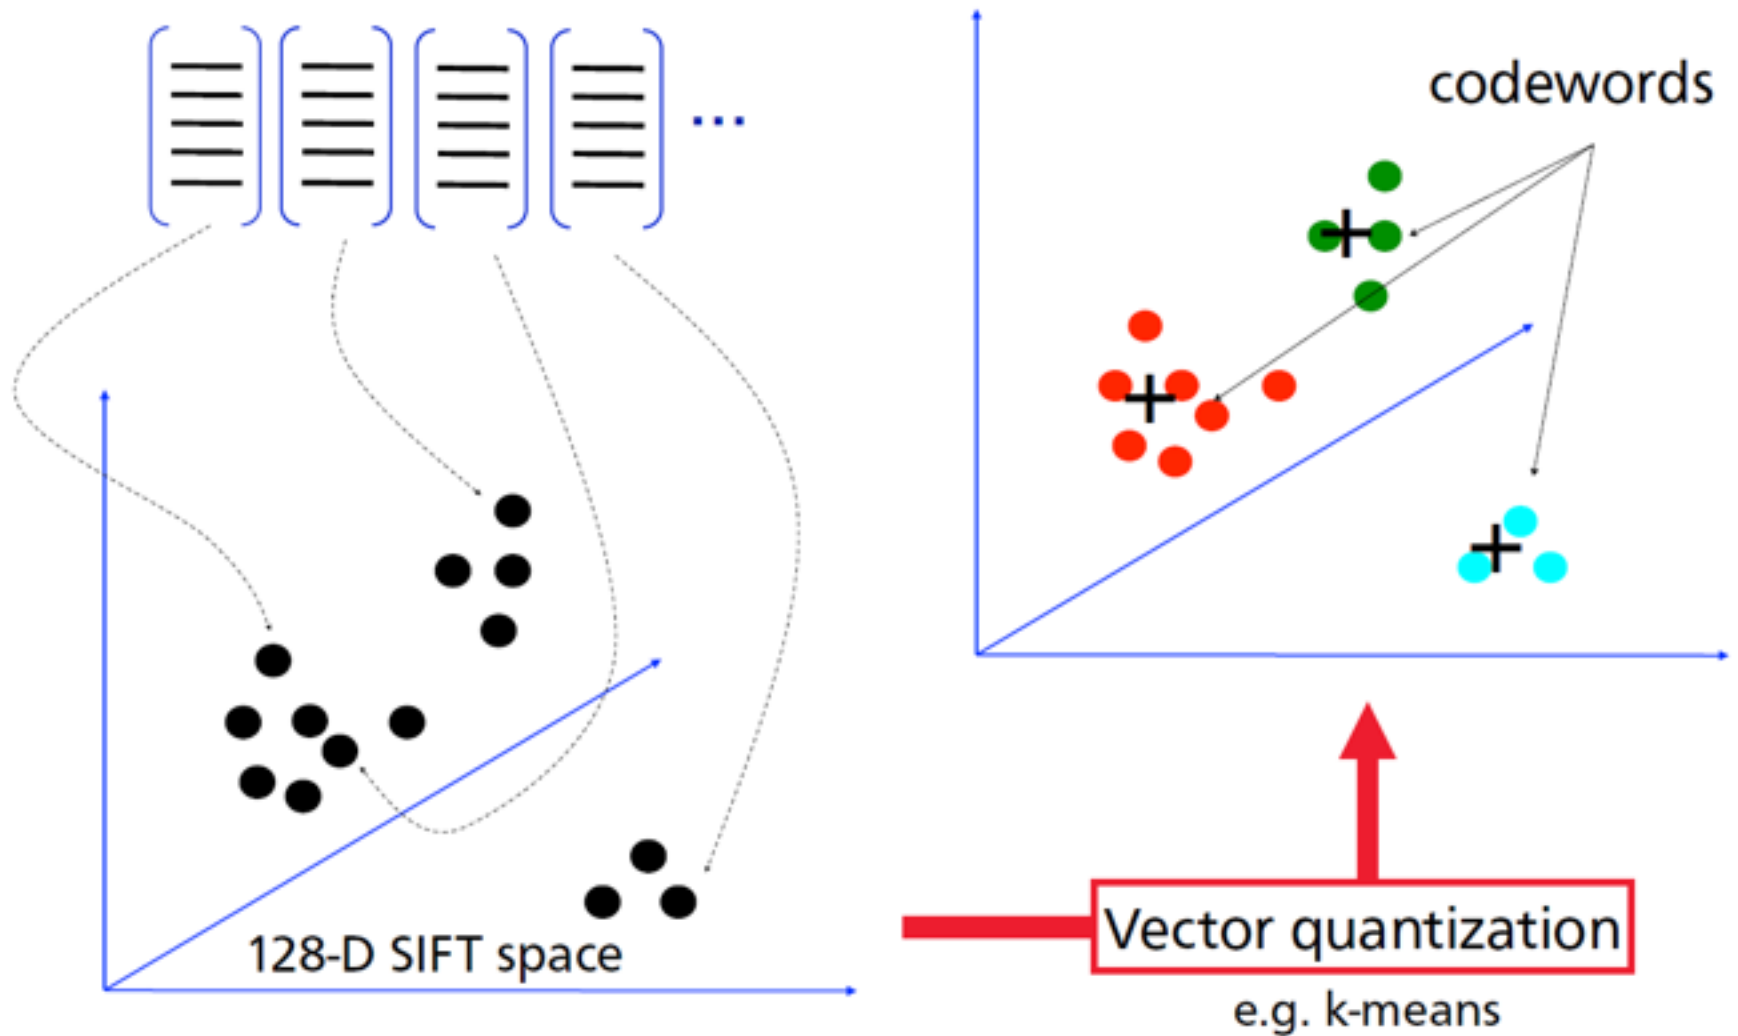 ...
codewords
128-D SIFT space
Vector quantization
e.g. k-means